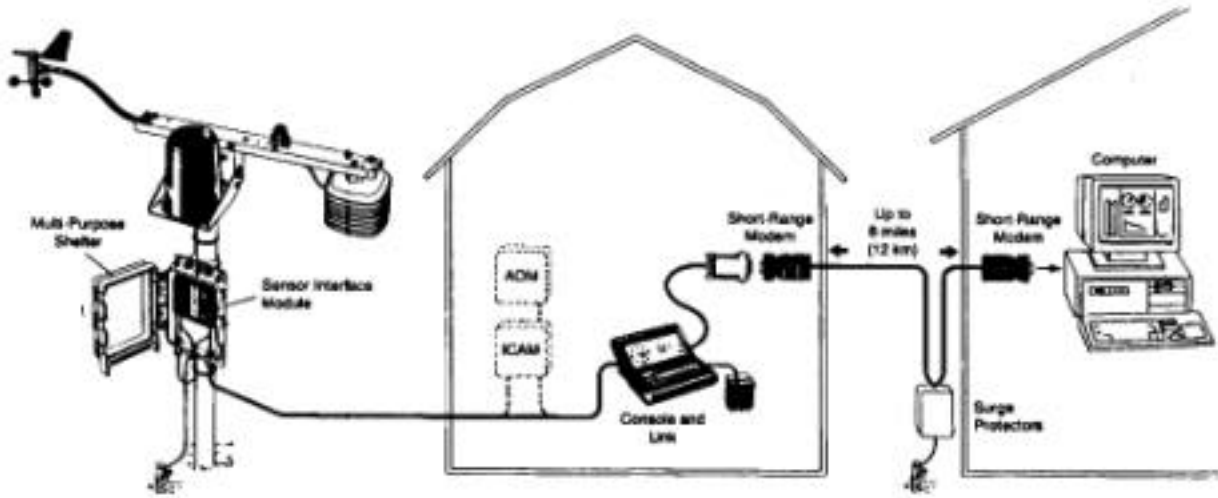 Multi-Purpose
Shelter
Sensor Interface
Module
AOM
ICAM
Console and
Link
Short-Range
Modem
Up to
8 miles
(12 km)
Short-Range
Modem
Computer
Surge
Protectors